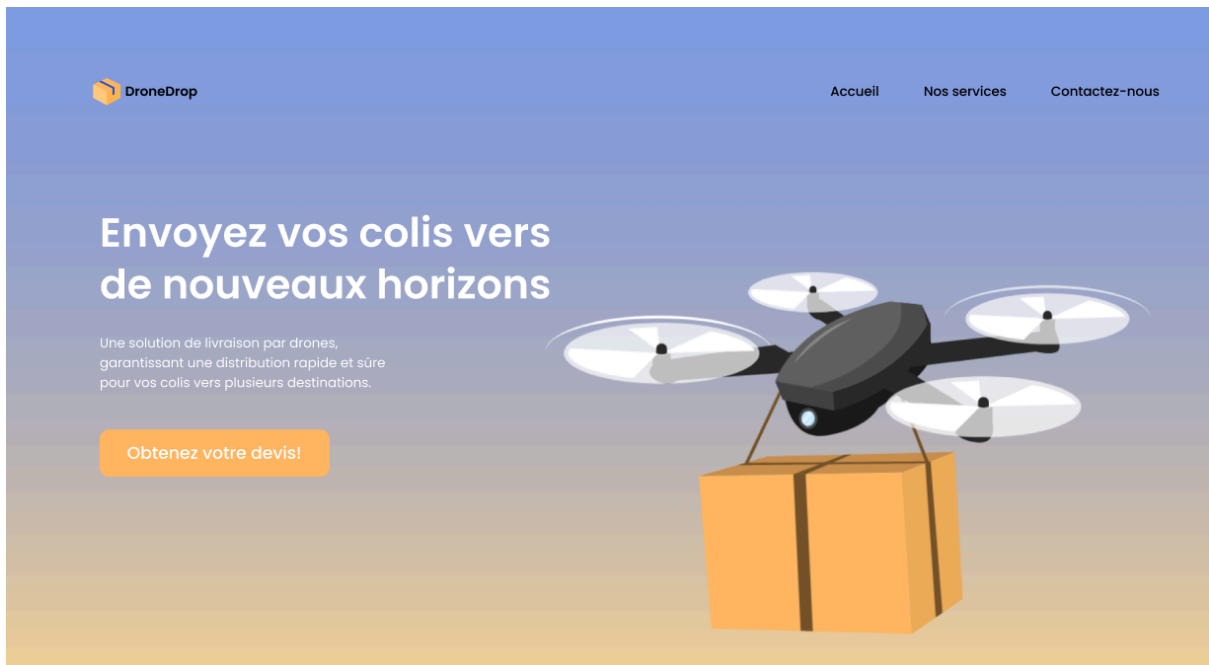 DroneDrop
Accueil
Nos services
Contactez-nous
Envoyez vos colis vers
de nouveaux horizons
Une solution de livraison par drones,
garantissant une distribution rapide et sûre
pour vos colis vers plusieurs destinations.
Obtenez votre devis!